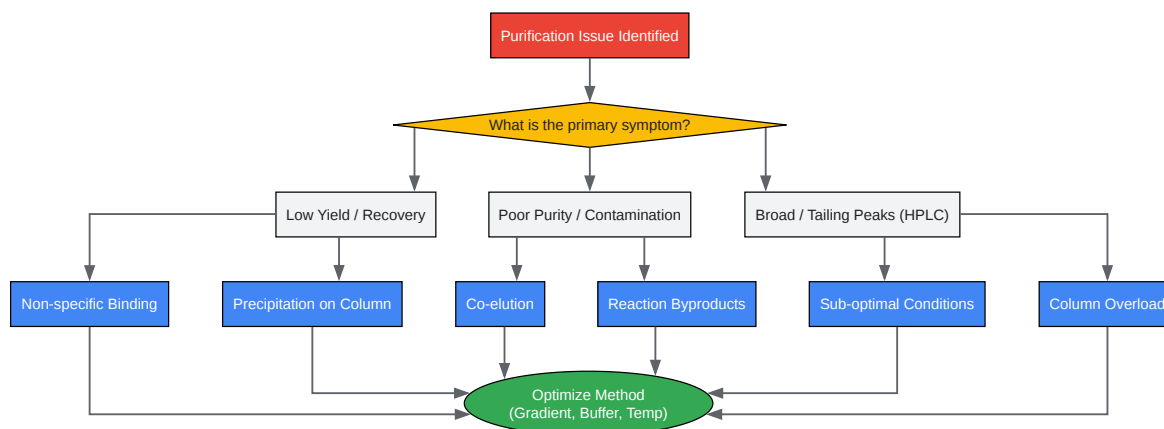 Purification Issue Identified
What is the primary symptom?
Low Yield / Recovery
Poor Purity / Contamination
Broad / Tailing Peaks (HPLC)
Non-specific Binding
Precipitation on Column
Co-elution
Reaction Byproducts
Sub-optimal Conditions
Column Overload
Optimize Method
(Gradient, Buffer, Temp)